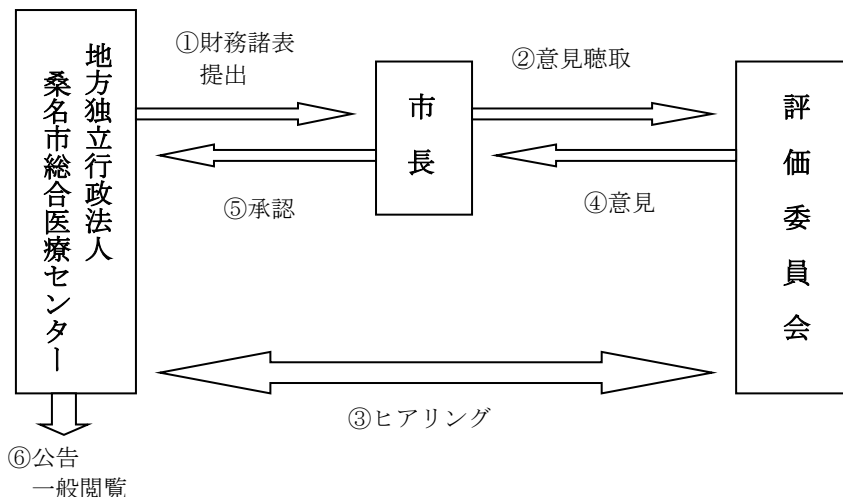 ①財務諸表
提出
②意見聴取
地方独立行政法人
桑名市総合医療センター
市長
評価委員会
⑤承認
④意見
③ヒアリング
⑥公告
一般閲覧